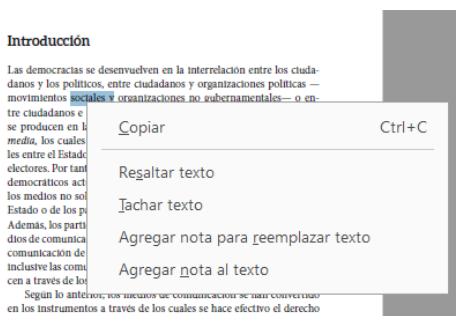 Introducción
Las democracias se desenvuelven en la interrelación entre los ciuda-
danos y los políticos, entre ciudadanos y organizaciones políticas —
movimientos sociales y organizaciones no gubernamentales— o en-
tre ciudadanos e
se producen en la
media, los cuales
les entre el Estado
electores. Por tant
democráticos act
los medios no sol
Estado o de los pa
Además, los parti
dios de comunica
comunicación de
inclusive las comu
cen a través de los
Según lo anterior, los medios de comunicación se han convertido
en los instrumentos a través de los cuales se hace efectivo el derecho
Copiar Ctrl+C
Resaltar texto
Tachar texto
Agregar nota para reemplazar texto
Agregar nota al texto